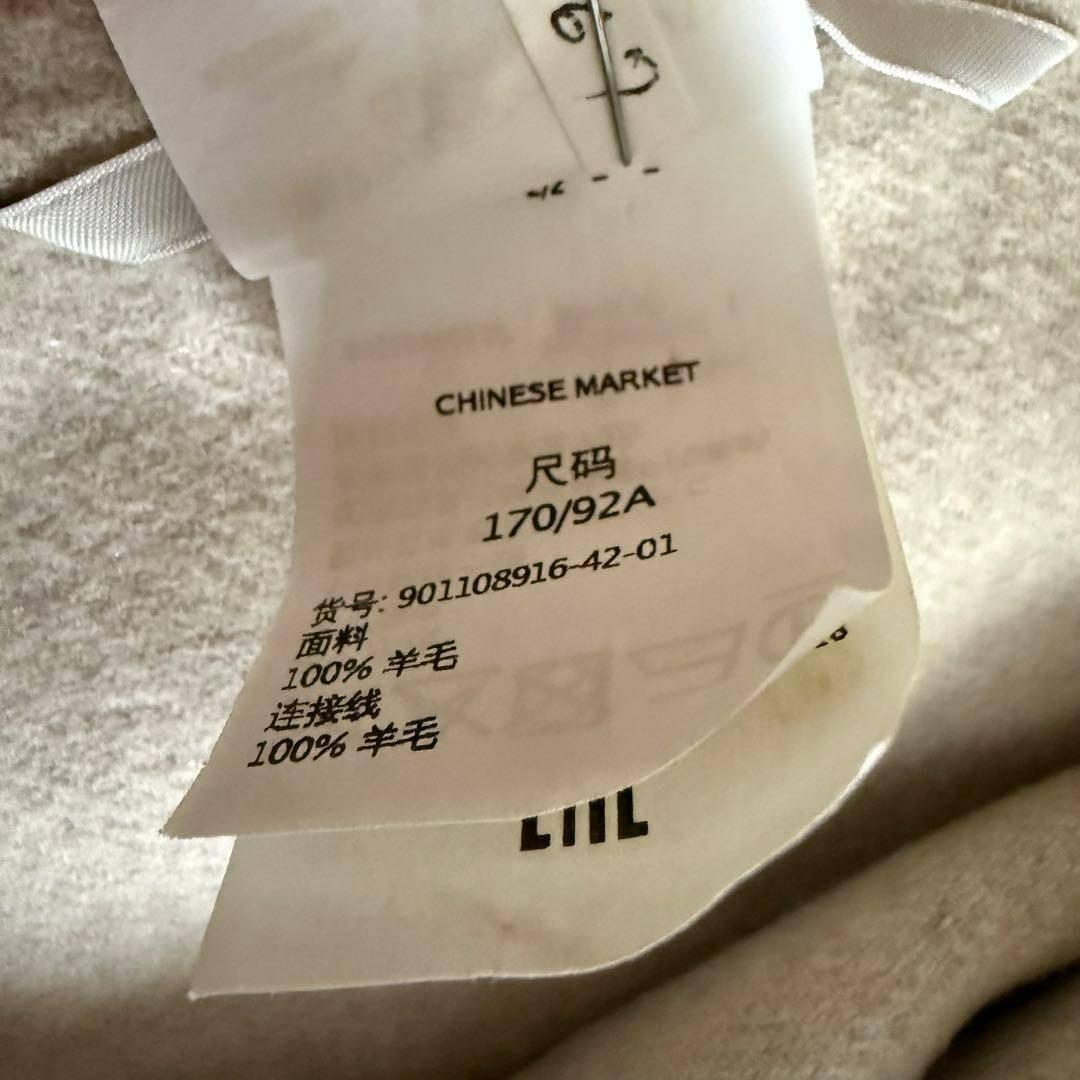 CHINESE MARKET
尺码
170/92A
货号: 901108916-42-01
面料
100% 羊毛
连接线
100% 羊毛